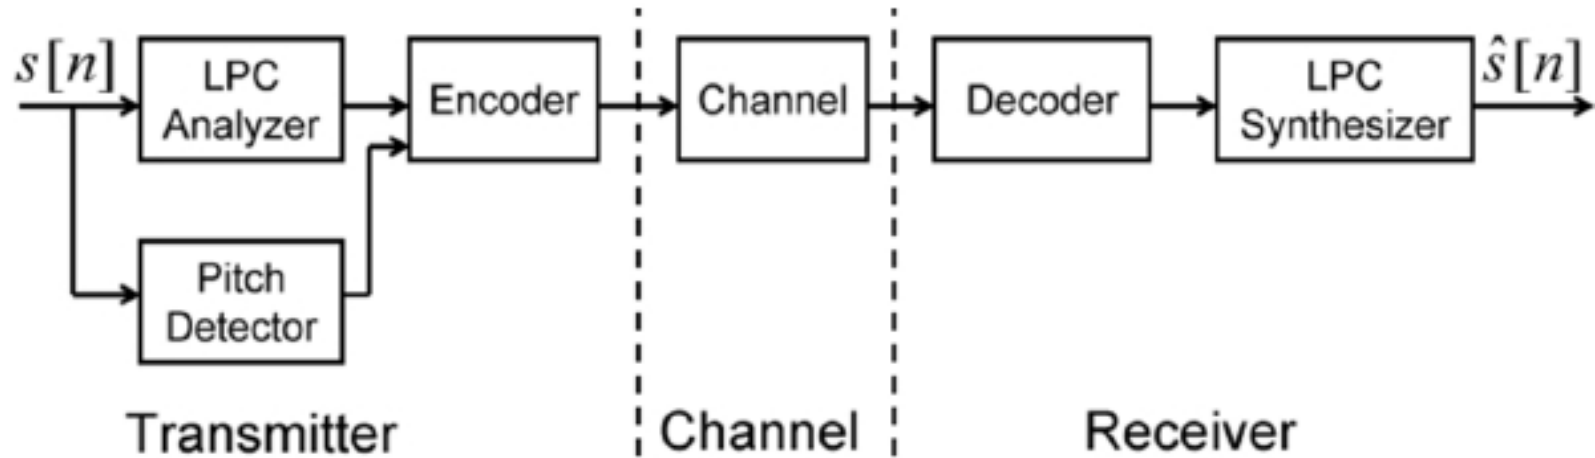 s[n]
LPC
Analyzer
Encoder
Channel
Decoder
LPC
Synthesizer
ŝ[n]
Pitch
Detector
Transmitter
Channel
Receiver